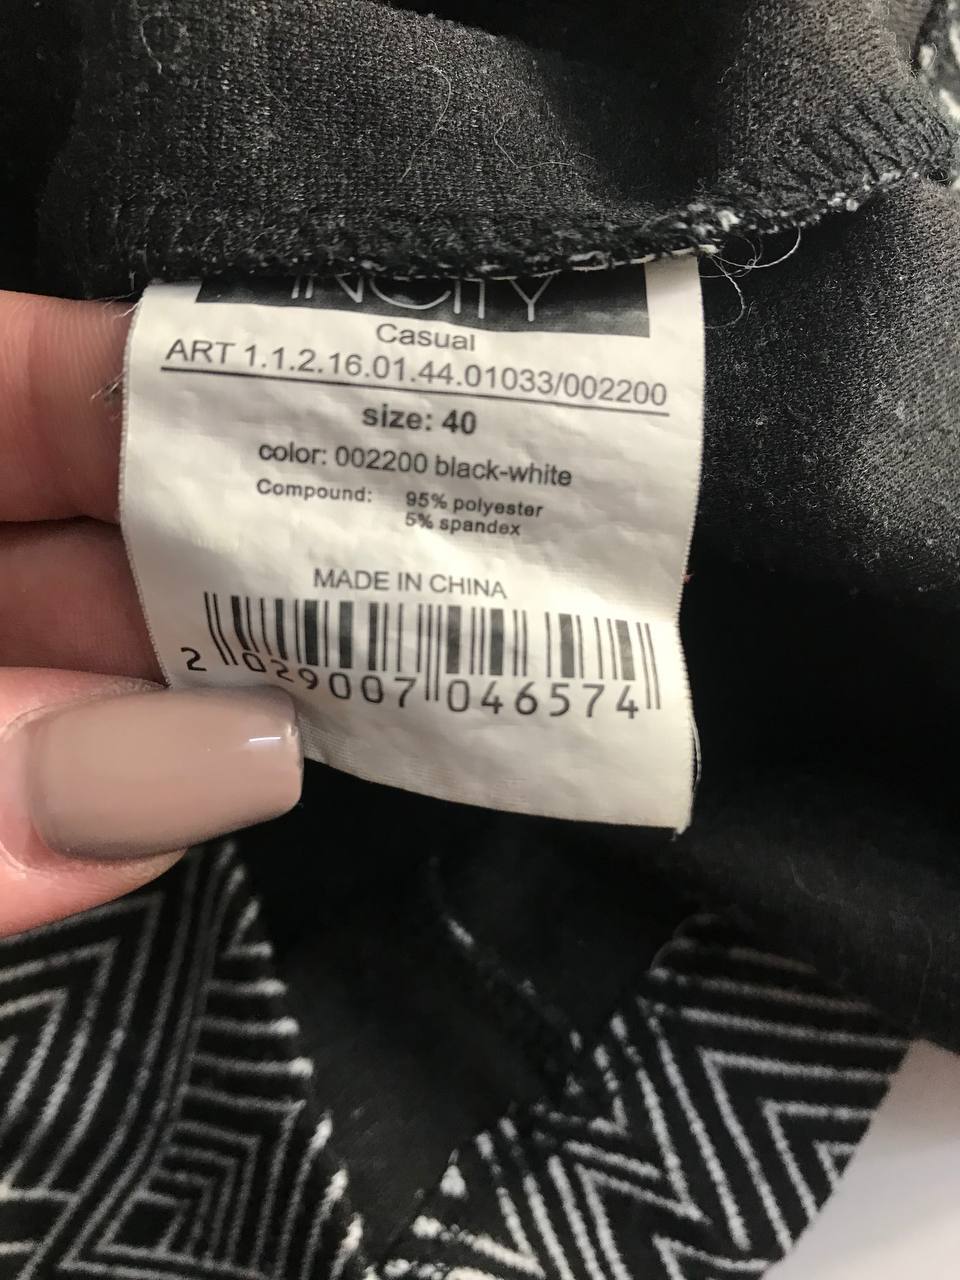 INCITY
Casual
ART 1.1.2.16.01.44.01033/002200
size: 40
color: 002200 black-white
Compound: 95% polyester
5% spandex
MADE IN CHINA
2 029007 046574